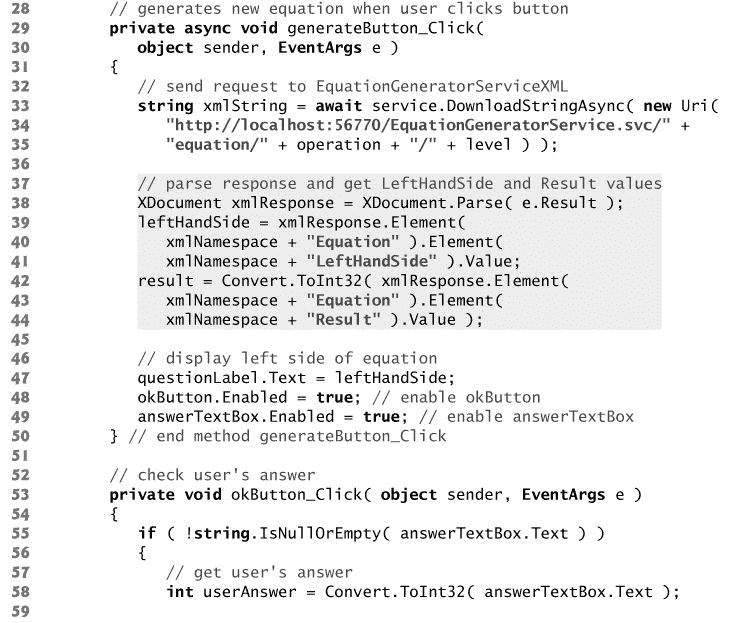 28 // generates new equation when user clicks button
29 private async void generateButton_Click(
30 object sender, EventArgs e )
31 {
32 // send request to EquationGeneratorServiceXML
33 string xmlString = await service.DownloadStringAsync( new Uri(
34 "http://localhost:56770/EquationGeneratorService.svc/" +
35 "equation/" + operation + "/" + level ) );
36
37 // parse response and get LeftHandSide and Result values
38 XDocument xmlResponse = XDocument.Parse( e.Result );
39 leftHandSide = xmlResponse.Element(
40 xmlNamespace + "Equation" ).Element(
41 xmlNamespace + "LeftHandSide" ).Value;
42 result = Convert.ToInt32( xmlResponse.Element(
43 xmlNamespace + "Equation" ).Element(
44 xmlNamespace + "Result" ).Value );
45
46 // display left side of equation
47 questionLabel.Text = leftHandSide;
48 okButton.Enabled = true; // enable okButton
49 answerTextBox.Enabled = true; // enable answerTextBox
50 } // end method generateButton_Click
51
52 // check user's answer
53 private void okButton_Click( object sender, EventArgs e )
54 {
55 if ( !string.IsNullOrEmpty( answerTextBox.Text ) )
56 {
57 // get user's answer
58 int userAnswer = Convert.ToInt32( answerTextBox.Text );
59